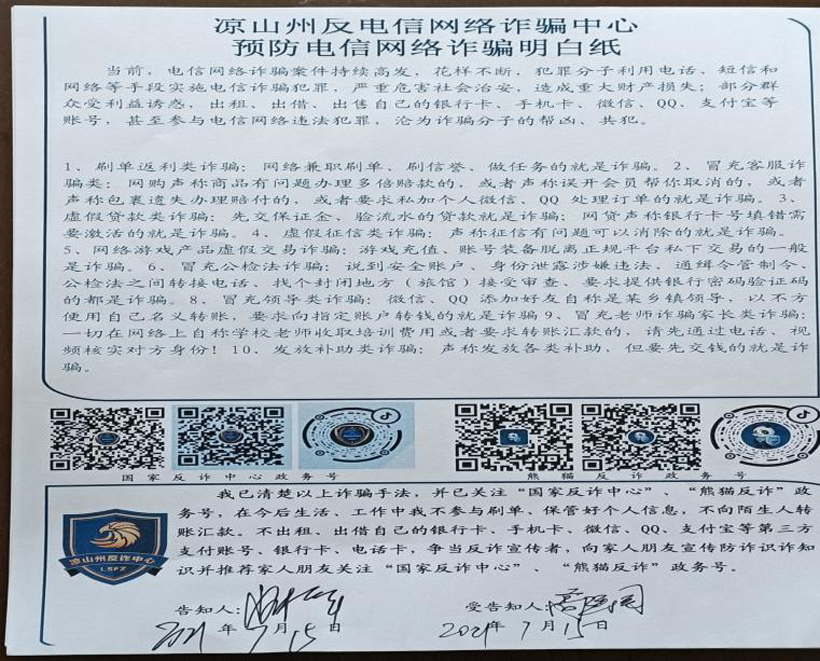 凉山州反电信网络诈骗中心
预防电信网络诈骗明白纸
当前，电信网络诈骗案件持续高发，花样不断，犯罪分子利用电话、短信和
网络等手段实施电信诈骗犯罪，严重危害社会治安，造成重大财产损失；部分群
众受利益诱惑，出租、出借、出售自己的银行卡、手机卡、微信、QQ、支付宝等
账号，甚至参与电信网络违法犯罪，沦为诈骗分子的帮凶、共犯。
1、刷单返利类诈骗：网络兼职刷单、刷信誉、做任务的就是诈骗。2、冒充客服诈
骗类：网购声称商品有问题办理多倍赔款的，或者声称误开会员帮你取消的，或者
声称包裹遗失办理赔付的，或者要求私加个人微信、QQ 处理订单的就是诈骗。3、
虚假贷款类诈骗：先交保证金、验流水的贷款就是诈骗；网贷声称银行卡号填错需
要激活的就是诈骗。4、虚假征信类诈骗：声称征信有问题可以消除的就是诈骗。
5、网络游戏产品虚假交易诈骗：游戏充值、账号装备脱离正规平台私下交易的一般
是诈骗。6、冒充公检法诈骗：说到安全账户、身份泄露涉嫌违法、通缉令管制令、
公检法之间转接电话、找个封闭地方（旅馆）接受审查、要求提供银行密码验证码
的都是诈骗。8、冒充领导类诈骗：微信、QQ 添加好友自称是某乡镇领导，以不方
便用自己名义转账，要求向指定账户转钱的就是诈骗 9、冒充老师诈骗家长类诈骗：
一切在网络上自称学校老师收取培训费用或者要求转账汇款的，请先通过电话、视
频核实对方身份！10、发放补助类诈骗：声称发放各类补助，但要先交钱的就是诈
骗。
国家反诈中心政务号
熊猫反诈政务号
我已清楚以上诈骗手法，并已关注“国家反诈中心”、“熊猫反诈”政
务号，在今后生活、工作中我不参与刷单、保管好个人信息，不向陌生人转
账汇款。不出租、出借自己的银行卡、手机卡、微信、QQ、支付宝等第三方
支付账号、银行卡、电话卡，争当反诈宣传者，向家人朋友宣传防诈识诈知
识并推荐家人朋友关注“国家反诈中心”、“熊猫反诈”政务号。
凉山州反诈中心
LSFZ
告知人：
受告知人：
2021 年 7 月 15 日
2021年 7 月 15日